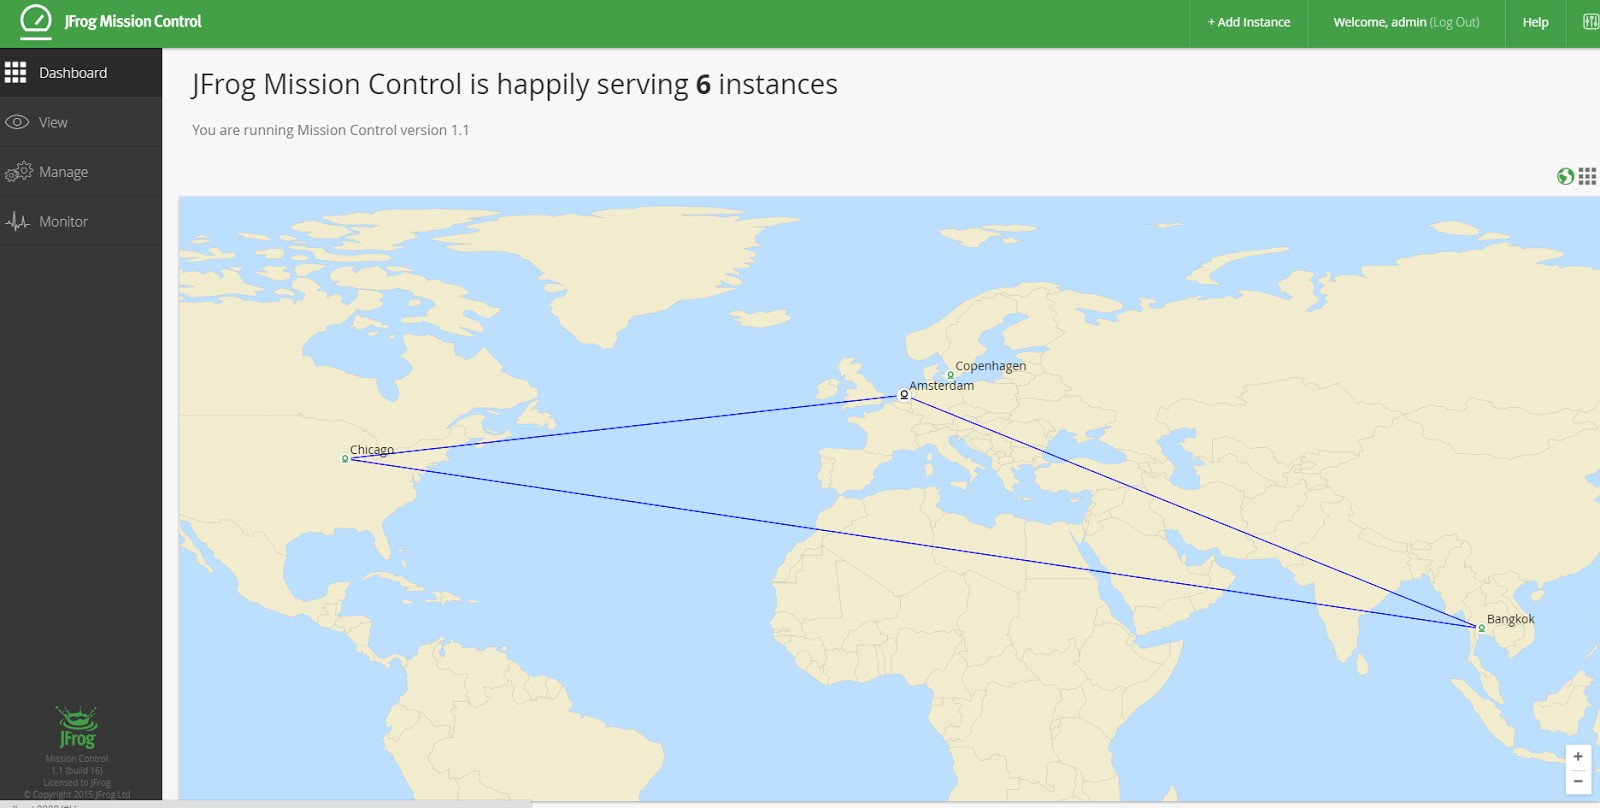 JFrog Mission Control
+ Add Instance
Welcome, admin (Log Out)
Help
Dashboard
View
Manage
Monitor
JFrog Mission Control is happily serving 6 instances
You are running Mission Control version 1.1
Copenhagen
Amsterdam
Chicago
Bangkok
+
−
JFrog
Mission Control
1.1 (build 16)
Licensed to JFrog
© Copyright 2015 JFrog Ltd